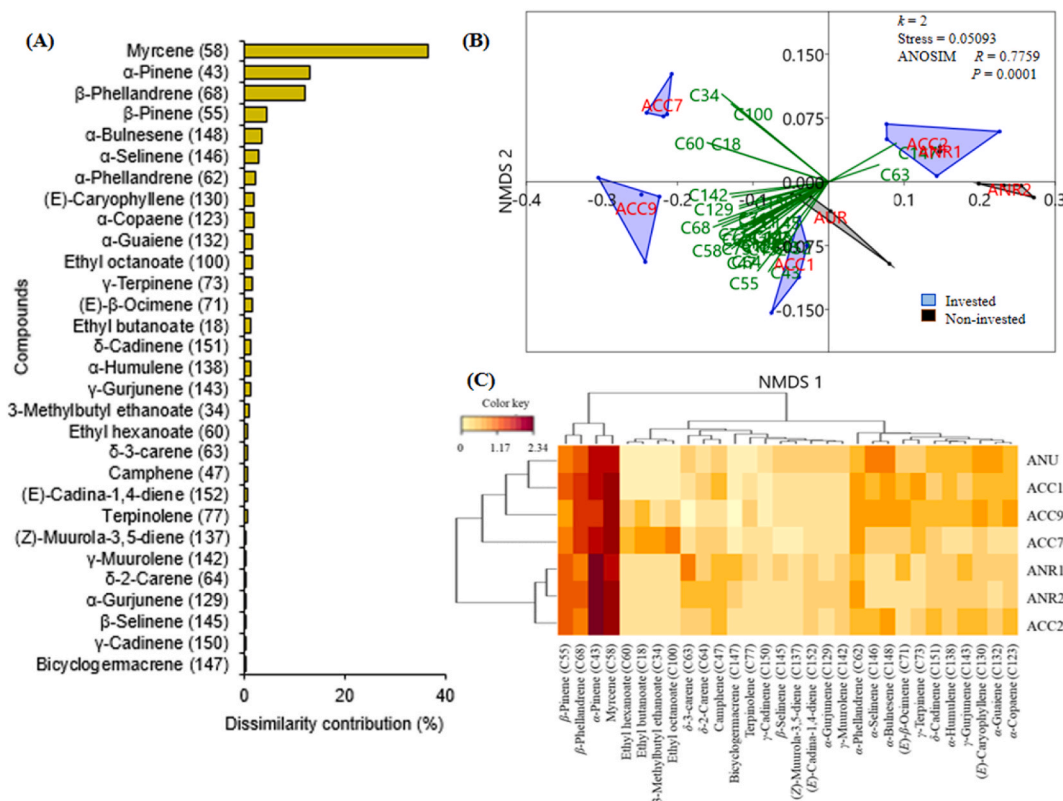 (A)
Compounds
Myrcene (58)
α-Pinene (43)
β-Phellandrene (68)
β-Pinene (55)
α-Bulnesene (148)
α-Selinene (146)
α-Phellandrene (62)
(E)-Caryophyllene (130)
α-Copaene (123)
α-Guaiene (132)
Ethyl octanoate (100)
γ-Terpinene (73)
(E)-β-Ocimene (71)
Ethyl butanoate (18)
δ-Cadinene (151)
α-Humulene (138)
γ-Gurjunene (143)
3-Methylbutyl ethanoate (34)
Ethyl hexanoate (60)
δ-3-carene (63)
Camphene (47)
(E)-Cadina-1,4-diene (152)
Terpinolene (77)
(Z)-Muurola-3,5-diene (137)
γ-Muurolene (142)
δ-2-Carene (64)
α-Gurjunene (129)
β-Selinene (145)
γ-Cadinene (150)
Bicyclogermacrene (147)
0 20 40
Dissimilarity contribution (%)
(B)
k = 2
Stress = 0.05093
ANOSIM R = 0.7759
P = 0.0001
NMDS 2
0.150
0.075
0.000
-0.075
-0.150
-0.3 -0.2 0.1 0.2 0.3
ACC7
C34
C100
C60 C18
ACC2
ANR1
C147
C63
ANR2
ACC9
C142
C129
C68
C58
C47
C55
C43
AUR
ACC1
Invested
Non-invested
NMDS 1
(C)
Color key
0 1.17 2.34
ANU
ACC1
ACC9
ACC7
ANR1
ANR2
ACC2
β-Pinene (C55)
β-Phellandrene (C68)
α-Pinene (C43)
Myrcene (C58)
Ethyl hexanoate (C60)
Ethyl butanoate (C18)
3-Methylbutyl ethanoate (C34)
Ethyl octanoate (C100)
δ-3-carene (C63)
δ-2-Carene (C64)
Camphene (C47)
Bicyclogermacrene (C147)
Terpinolene (C77)
γ-Cadinene (C150)
β-Selinene (C145)
(Z)-Muurola-3,5-diene (C137)
(E)-Cadina-1,4-diene (C152)
α-Gurjunene (C129)
γ-Muurolene (C142)
α-Phellandrene (C62)
α-Selinene (C146)
α-Bulnesene (C148)
(E)-β-Ocimene (C71)
γ-Terpinene (C73)
δ-Cadinene (C151)
α-Humulene (C138)
γ-Gurjunene (C143)
(E)-Caryophyllene (C130)
α-Guaiene (C132)
α-Copaene (C123)